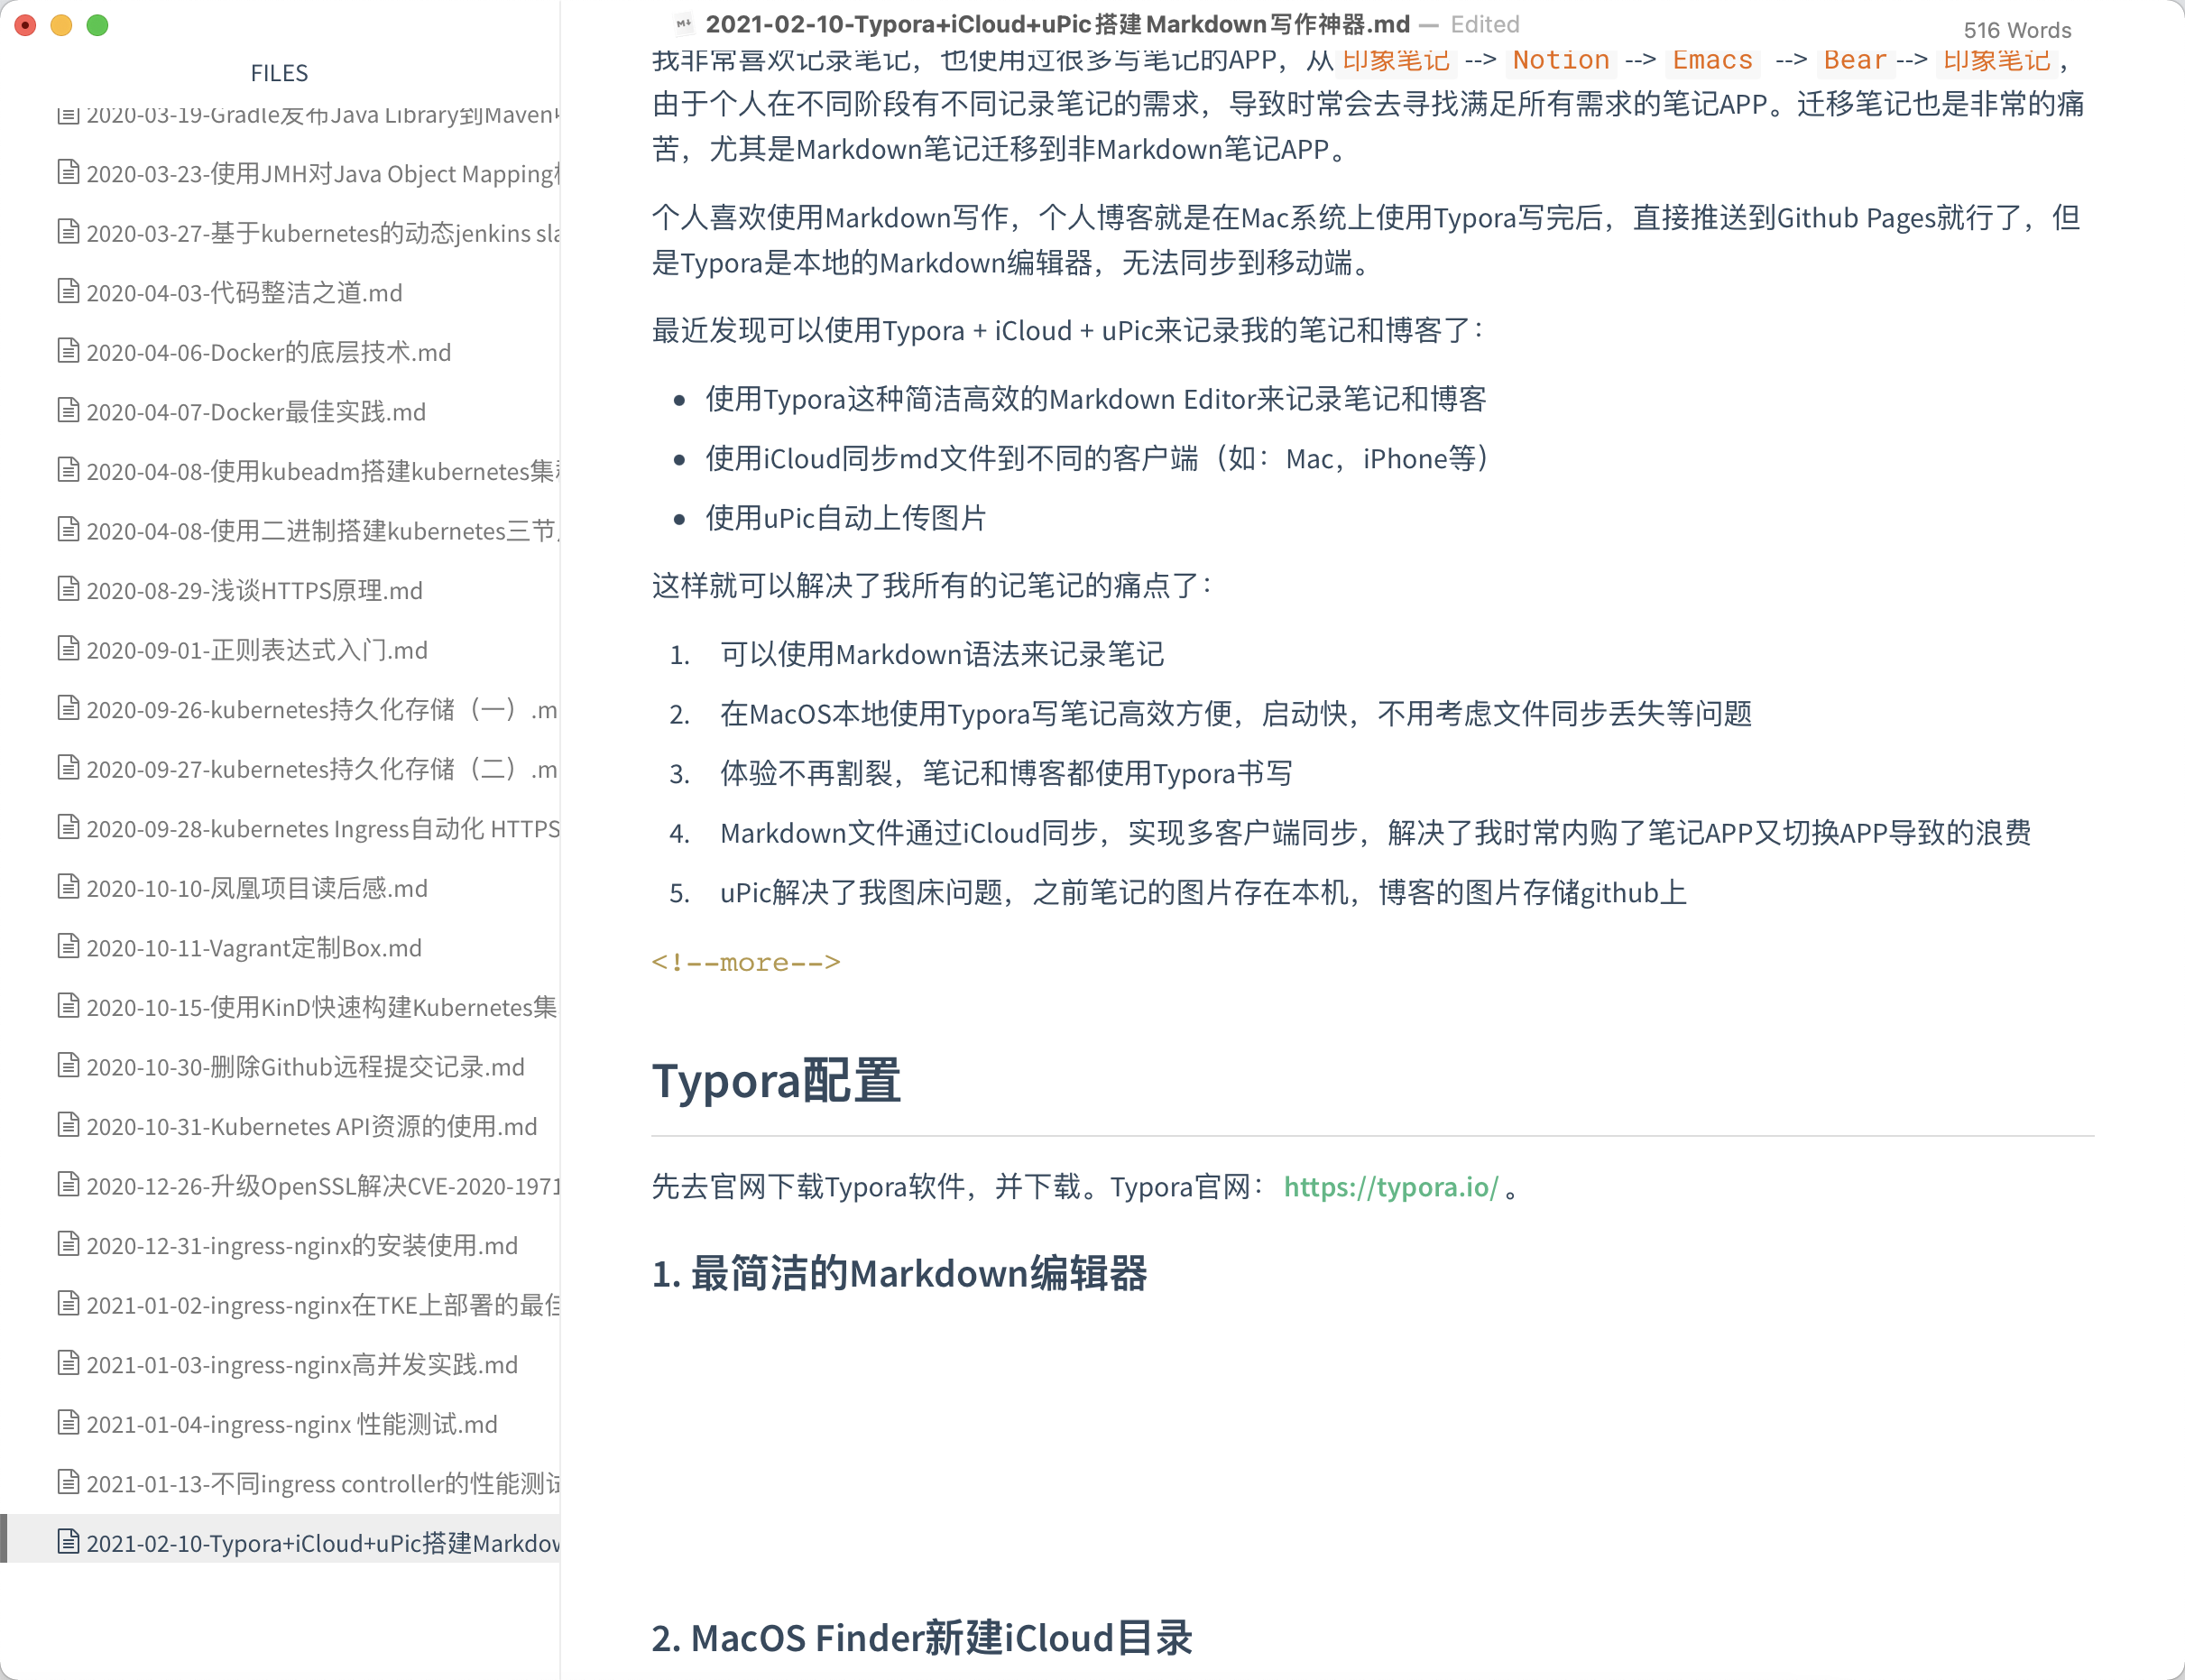 2021-02-10-Typora+iCloud+uPic搭建Markdown写作神器.md — Edited
516 Words
FILES
2020-03-19-Gradle发布Java Library到Maven
2020-03-23-使用JMH对Java Object Mapping
2020-03-27-基于kubernetes的动态jenkins sla
2020-04-03-代码整洁之道.md
2020-04-06-Docker的底层技术.md
2020-04-07-Docker最佳实践.md
2020-04-08-使用kubeadm搭建kubernetes集
2020-04-08-使用二进制搭建kubernetes三节
2020-08-29-浅谈HTTPS原理.md
2020-09-01-正则表达式入门.md
2020-09-26-kubernetes持久化存储（一）.m
2020-09-27-kubernetes持久化存储（二）.m
2020-09-28-kubernetes Ingress自动化 HTTPS
2020-10-10-凤凰项目读后感.md
2020-10-11-Vagrant定制Box.md
2020-10-15-使用KinD快速构建Kubernetes集
2020-10-30-删除Github远程提交记录.md
2020-10-31-Kubernetes API资源的使用.md
2020-12-26-升级OpenSSL解决CVE-2020-1971
2020-12-31-ingress-nginx的安装使用.md
2021-01-02-ingress-nginx在TKE上部署的最佳
2021-01-03-ingress-nginx高并发实践.md
2021-01-04-ingress-nginx 性能测试.md
2021-01-13-不同ingress controller的性能测试
2021-02-10-Typora+iCloud+uPic搭建Markdow
我非常喜欢记录笔记，也使用过很多写笔记的APP，从 印象笔记 --> Notion --> Emacs --> Bear --> 印象笔记，
由于个人在不同阶段有不同记录笔记的需求，导致时常会去寻找满足所有需求的笔记APP。迁移笔记也是非常的痛
苦，尤其是Markdown笔记迁移到非Markdown笔记APP。
个人喜欢使用Markdown写作，个人博客就是在Mac系统上使用Typora写完后，直接推送到Github Pages就行了，但
是Typora是本地的Markdown编辑器，无法同步到移动端。
最近发现可以使用Typora + iCloud + uPic来记录我的笔记和博客了：
• 使用Typora这种简洁高效的Markdown Editor来记录笔记和博客
• 使用iCloud同步md文件到不同的客户端（如：Mac，iPhone等）
• 使用uPic自动上传图片
这样就可以解决了我所有的记笔记的痛点了：
1. 可以使用Markdown语法来记录笔记
2. 在MacOS本地使用Typora写笔记高效方便，启动快，不用考虑文件同步丢失等问题
3. 体验不再割裂，笔记和博客都使用Typora书写
4. Markdown文件通过iCloud同步，实现多客户端同步，解决了我时常内购了笔记APP又切换APP导致的浪费
5. uPic解决了我图床问题，之前笔记的图片存在本机，博客的图片存储github上
<!--more-->
Typora配置
先去官网下载Typora软件，并下载。Typora官网：https://typora.io/ 。
1. 最简洁的Markdown编辑器
2. MacOS Finder新建iCloud目录